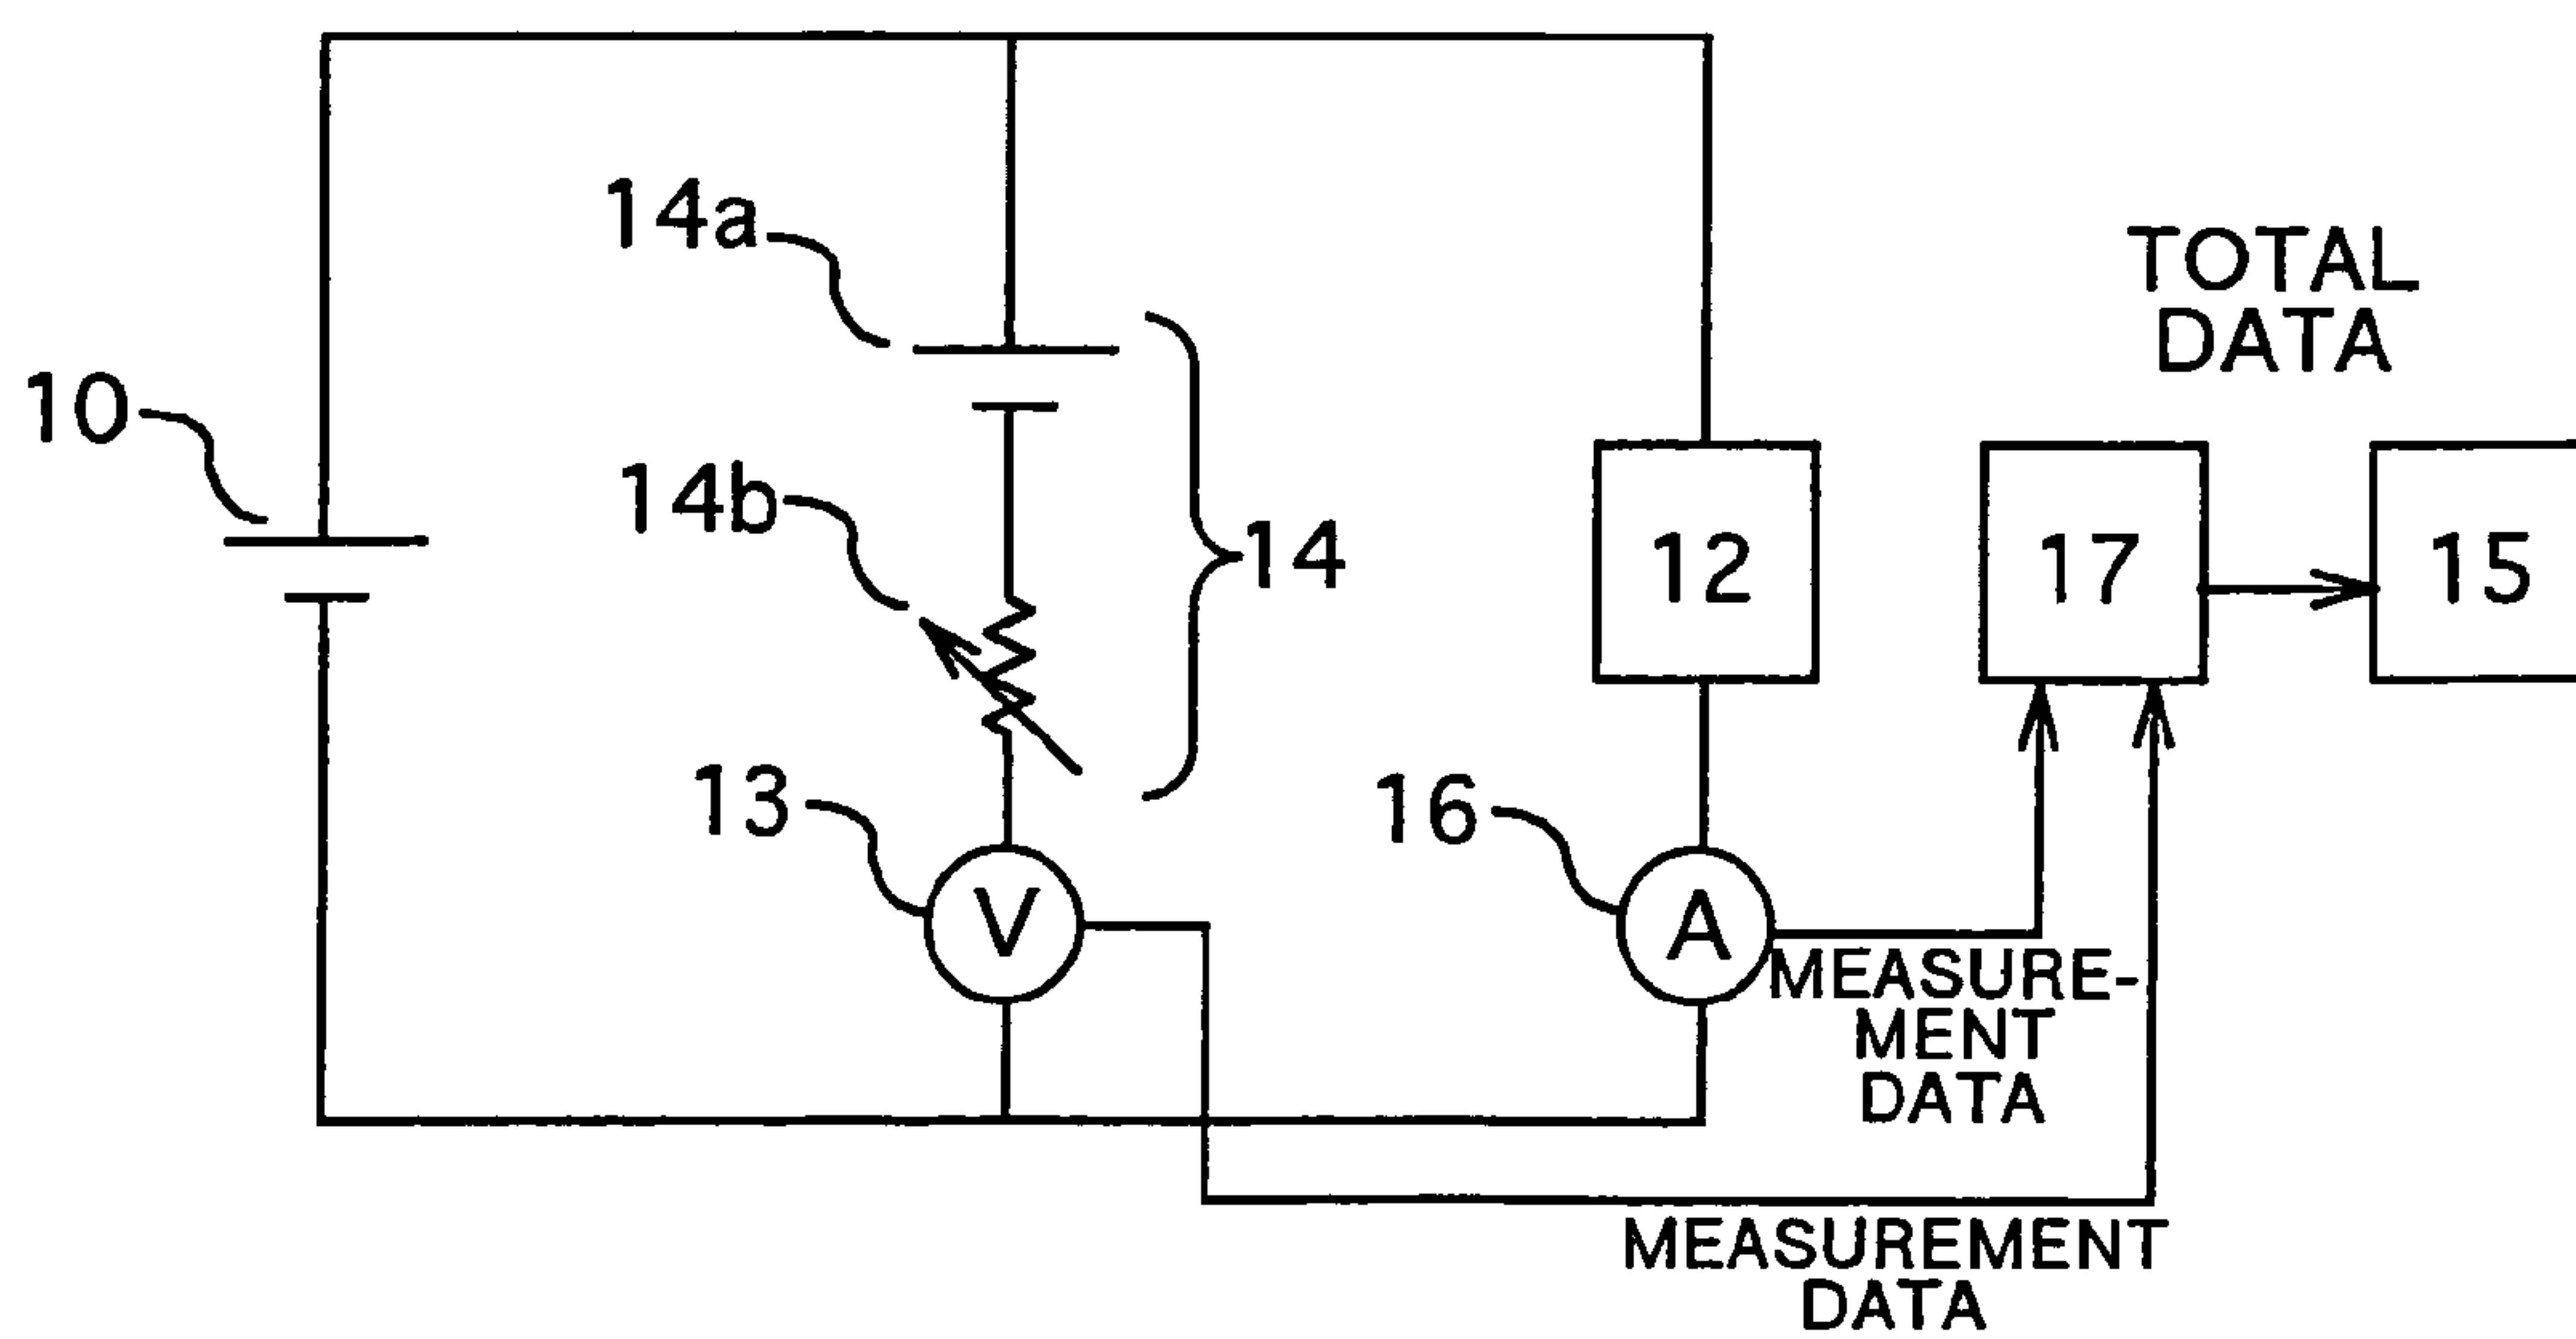 14a
TOTAL
DATA
10
14b
14
12
17
15
13
16
V
A
MEASURE-
MENT
DATA
MEASUREMENT
DATA